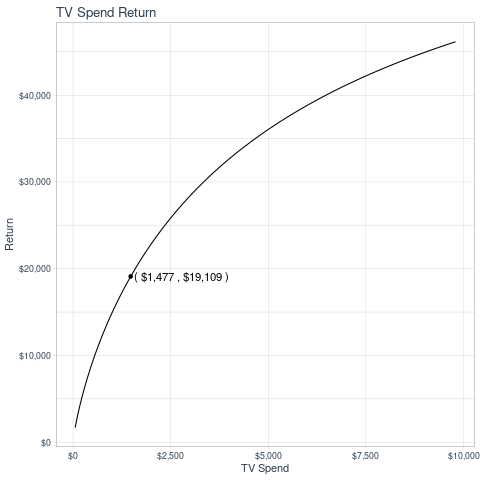 TV Spend Return
$40,000
$30,000
$20,000
$10,000
$0
Return
( $1,477 , $19,109 )
$0 $2,500 $5,000 $7,500 $10,000
TV Spend